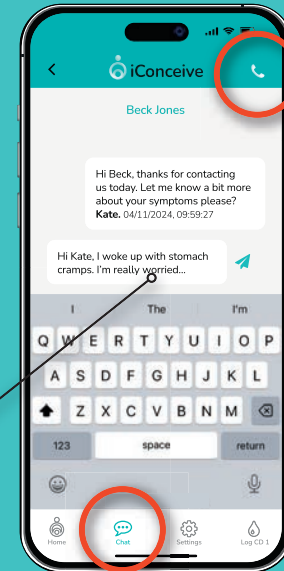 iConceive
Beck Jones
Hi Beck, thanks for contacting
us today. Let me know a bit more
about your symptoms please?
Kate. 04/11/2024, 09:59:27
Hi Kate, I woke up with stomach
cramps. I'm really worried...
I The I'm
Q W E R T Y U I O P
A S D F G H J K L
Z X C V B N M
123 space return
Home Chat Settings Log CD 1